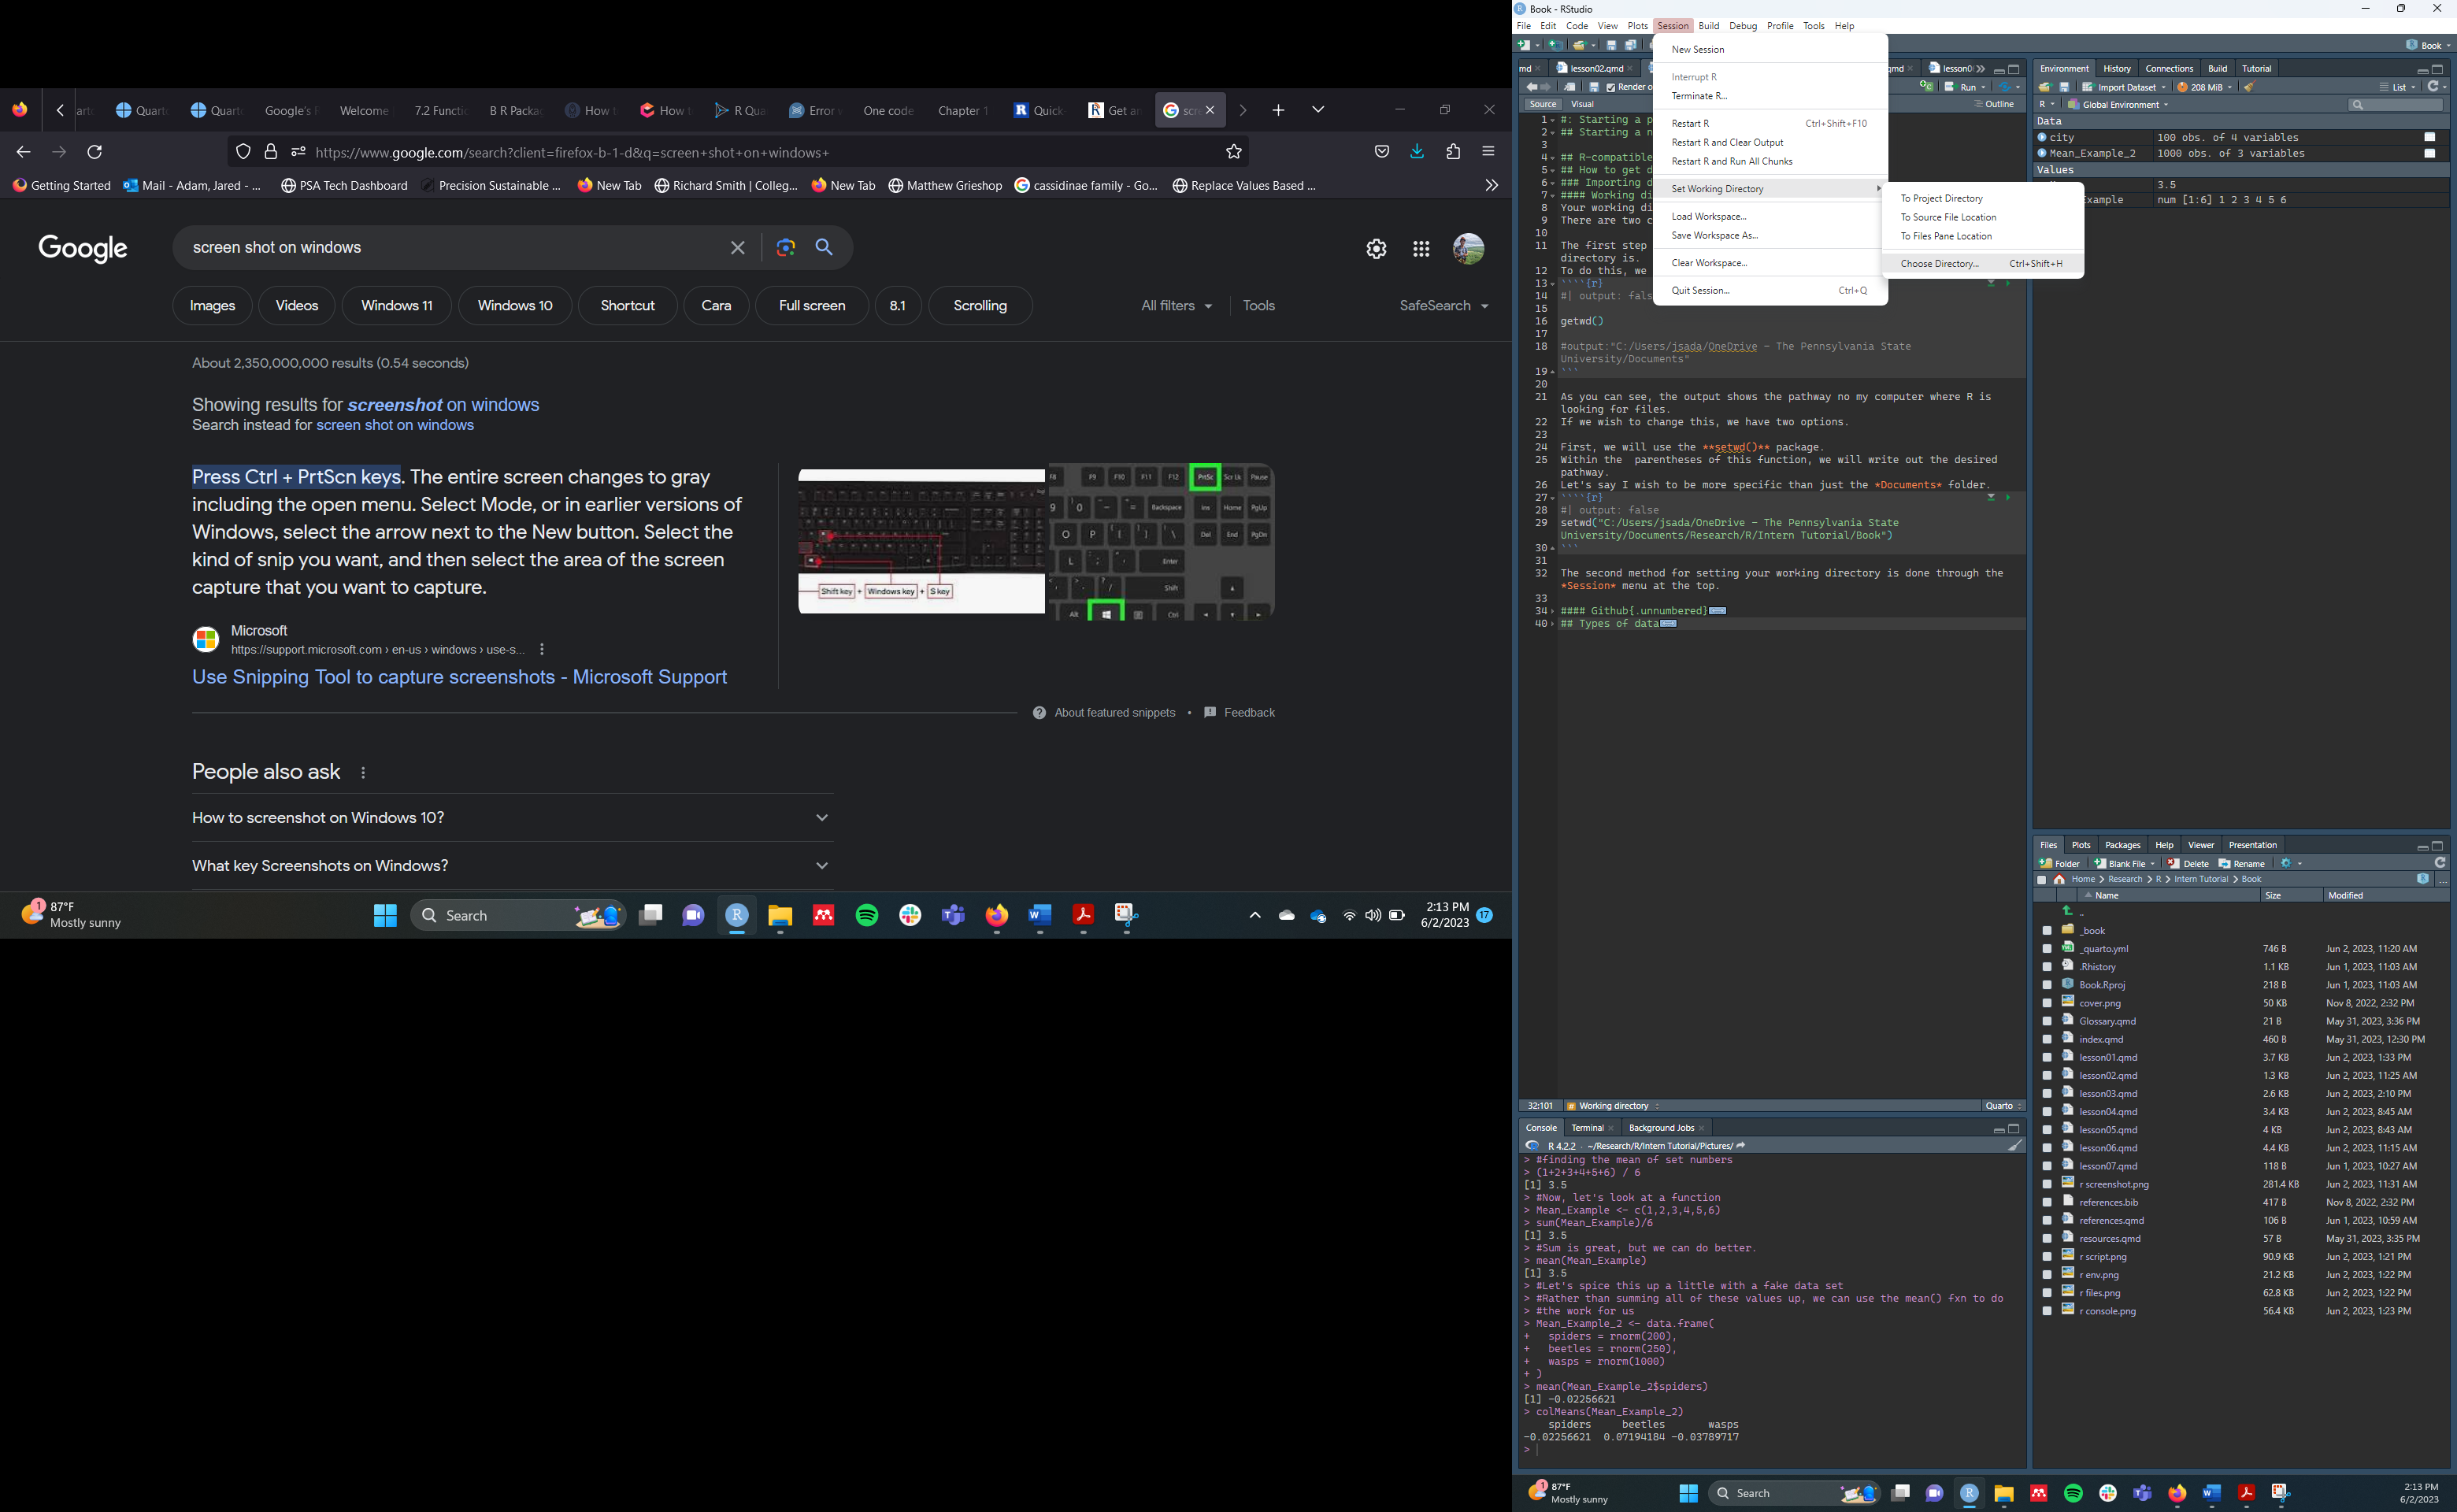 Quart
Quart
Google's
Welcome
7.2 Functi
B R Packa
How
How
R Qua
Error
One code
Chapter 1
Quick
Get a
https://www.google.com/search?client=firefox-b-1-d&q=screen+shot+on+windows+
Getting Started
Mail - Adam, Jared - ...
PSA Tech Dashboard
Precision Sustainable ...
New Tab
Richard Smith | Colleg...
New Tab
Matthew Grieshop
cassidinae family - Go...
Replace Values Based ...
Google
screen shot on windows
Images Videos Windows 11 Windows 10 Shortcut Cara Full screen 8.1 Scrolling
All filters Tools SafeSearch
About 2,350,000,000 results (0.54 seconds)
Showing results for screenshot on windows
Search instead for screen shot on windows
Press Ctrl + PrtScn keys. The entire screen changes to gray
including the open menu. Select Mode, or in earlier versions of
Windows, select the arrow next to the New button. Select the
kind of snip you want, and then select the area of the screen
capture that you want to capture.
Shift key + Windows key + S key
Microsoft
https://support.microsoft.com › en-us › windows › use-s...
Use Snipping Tool to capture screenshots - Microsoft Support
About featured snippets • Feedback
People also ask
How to screenshot on Windows 10?
What key Screenshots on Windows?
87°F
Mostly sunny
Search
2:13 PM
6/2/2023
17
Book - RStudio
File Edit Code View Plots Session Build Debug Profile Tools Help
Book
New Session
Interrupt R
Terminate R...
Restart R Ctrl+Shift+F10
Restart R and Clear Output
Restart R and Run All Chunks
Set Working Directory
Load Workspace...
Save Workspace As...
Clear Workspace...
Quit Session... Ctrl+Q
To Project Directory
To Source File Location
To Files Pane Location
Choose Directory... Ctrl+Shift+H
md lesson02.qmd
Render o
Run
Source Visual
Outline
1 #: Starting a p
2 ## Starting a n
3
4 ## R-compatible
5 ## How to get d
6 ### Importing d
7 #### Working di
8 Your working di
9 There are two c
10
11 The first step
directory is.
12 To do this, we
13 ````{r}
14 #| output: fals
15
16 getwd()
17
18 #output:"C:/Users/jsada/OneDrive - The Pennsylvania State
University/Documents"
19 ```
20
21 As you can see, the output shows the pathway no my computer where R is
looking for files.
22 If we wish to change this, we have two options.
23
24 First, we will use the **setwd()** package.
25 Within the  parentheses of this function, we will write out the desired
pathway.
26 Let's say I wish to be more specific than just the *Documents* folder.
27 ````{r}
28 #| output: false
29 setwd("C:/Users/jsada/OneDrive - The Pennsylvania State
University/Documents/Research/R/Intern Tutorial/Book")
30 ```
31
32 The second method for setting your working directory is done through the
*Session* menu at the top.
33
34 #### Github{.unnumbered}
40 ## Types of data
32:101 Working directory Quarto
Console Terminal Background Jobs
R 4.2.2 · ~/Research/R/Intern Tutorial/Pictures/
> #finding the mean of set numbers
> (1+2+3+4+5+6) / 6
[1] 3.5
> #Now, let's look at a function
> Mean_Example <- c(1,2,3,4,5,6)
> sum(Mean_Example)/6
[1] 3.5
> #Sum is great, but we can do better.
> mean(Mean_Example)
[1] 3.5
> #Let's spice this up a little with a fake data set
> #Rather than summing all of these values up, we can use the mean() fxn to do
> #the work for us
> Mean_Example_2 <- data.frame(
+   spiders = rnorm(200),
+   beetles = rnorm(250),
+   wasps = rnorm(1000)
+ )
> mean(Mean_Example_2$spiders)
[1] -0.02256621
> colMeans(Mean_Example_2)
spiders beetles wasps
-0.02256621 0.07194184 -0.03789717
>
Environment History Connections Build Tutorial
Import Dataset 208 MiB List
R Global Environment
Data
city 100 obs. of 4 variables
Mean_Example_2 1000 obs. of 3 variables
Values
3.5
xample num [1:6] 1 2 3 4 5 6
Files Plots Packages Help Viewer Presentation
Folder Blank File Delete Rename
Home Research R Intern Tutorial Book
Name Size Modified
..
_book
_quarto.yml 746 B Jun 2, 2023, 11:20 AM
.Rhistory 1.1 KB Jun 1, 2023, 11:03 AM
Book.Rproj 218 B Jun 1, 2023, 11:03 AM
cover.png 50 KB Nov 8, 2022, 2:32 PM
Glossary.qmd 21 B May 31, 2023, 3:36 PM
index.qmd 460 B May 31, 2023, 12:30 PM
lesson01.qmd 3.7 KB Jun 2, 2023, 1:33 PM
lesson02.qmd 1.3 KB Jun 2, 2023, 11:25 AM
lesson03.qmd 2.6 KB Jun 2, 2023, 2:10 PM
lesson04.qmd 3.4 KB Jun 2, 2023, 8:45 AM
lesson05.qmd 4 KB Jun 2, 2023, 8:43 AM
lesson06.qmd 4.4 KB Jun 2, 2023, 11:15 AM
lesson07.qmd 118 B Jun 1, 2023, 10:27 AM
r screenshot.png 281.4 KB Jun 2, 2023, 11:31 AM
references.bib 417 B Nov 8, 2022, 2:32 PM
references.qmd 106 B Jun 1, 2023, 10:59 AM
resources.qmd 57 B May 31, 2023, 3:35 PM
r script.png 90.9 KB Jun 2, 2023, 1:21 PM
r env.png 21.2 KB Jun 2, 2023, 1:22 PM
r files.png 62.8 KB Jun 2, 2023, 1:22 PM
r console.png 56.4 KB Jun 2, 2023, 1:23 PM
87°F
Mostly sunny
Search
2:13 PM
6/2/2023